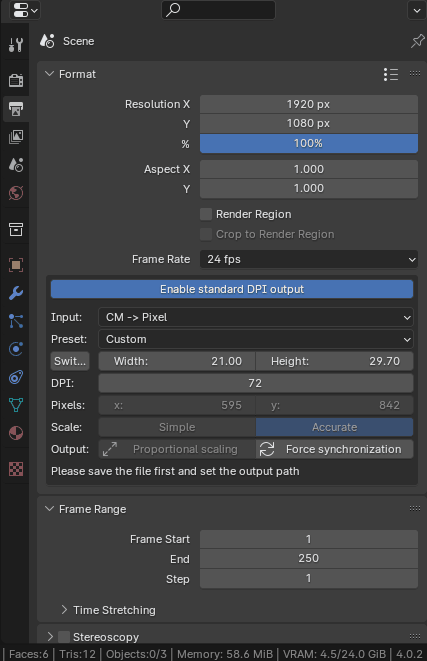 Scene
Format
Resolution X 1920 px
Y 1080 px
% 100%
Aspect X 1.000
Y 1.000
Render Region
Crop to Render Region
Frame Rate 24 fps
Enable standard DPI output
Input: CM -> Pixel
Preset: Custom
Swit... Width: 21.00 Height: 29.70
DPI: 72
Pixels: x: 595 y: 842
Scale: Simple Accurate
Output: Proportional scaling Force synchronization
Please save the file first and set the output path
Frame Range
Frame Start 1
End 250
Step 1
Time Stretching
Stereoscopy
| Faces:6 | Tris:12 | Objects:0/3 | Memory: 58.6 MiB | VRAM: 4.5/24.0 GiB | 4.0.2